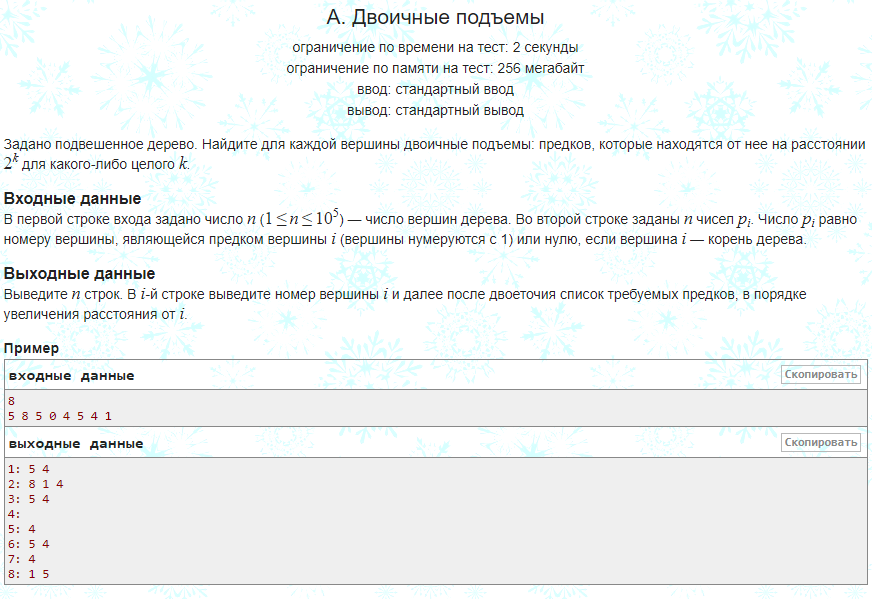 А. Двоичные подъемы
ограничение по времени на тест: 2 секунды
ограничение по памяти на тест: 256 мегабайт
ввод: стандартный ввод
вывод: стандартный вывод
Задано подвешенное дерево. Найдите для каждой вершины двоичные подъемы: предков, которые находятся от нее на расстоянии
2^k для какого-либо целого k.
Входные данные
В первой строке входа задано число n (1 ≤ n ≤ 10^5) — число вершин дерева. Во второй строке заданы n чисел p_i. Число p_i равно
номеру вершины, являющейся предком вершины i (вершины нумеруются с 1) или нулю, если вершина i — корень дерева.
Выходные данные
Выведите n строк. В i-й строке выведите номер вершины i и далее после двоеточия список требуемых предков, в порядке
увеличения расстояния от i.
Пример
входные данные Скопировать
8
5 8 5 0 4 5 4 1
выходные данные Скопировать
1: 5 4
2: 8 1 4
3: 5 4
4:
5: 4
6: 5 4
7: 4
8: 1 5